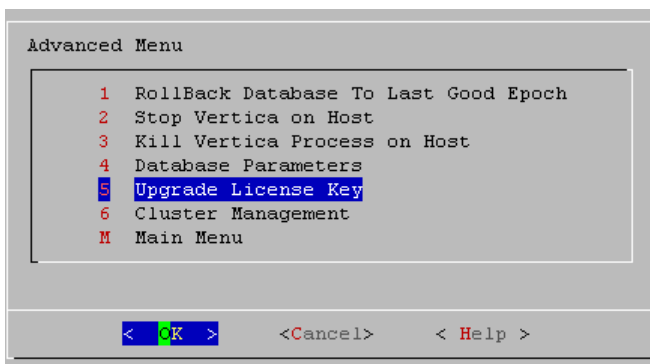 Advanced Menu
1 RollBack Database To Last Good Epoch
2 Stop Vertica on Host
3 Kill Vertica Process on Host
4 Database Parameters
5 Upgrade License Key
6 Cluster Management
M Main Menu
< OK > <Cancel> < Help >